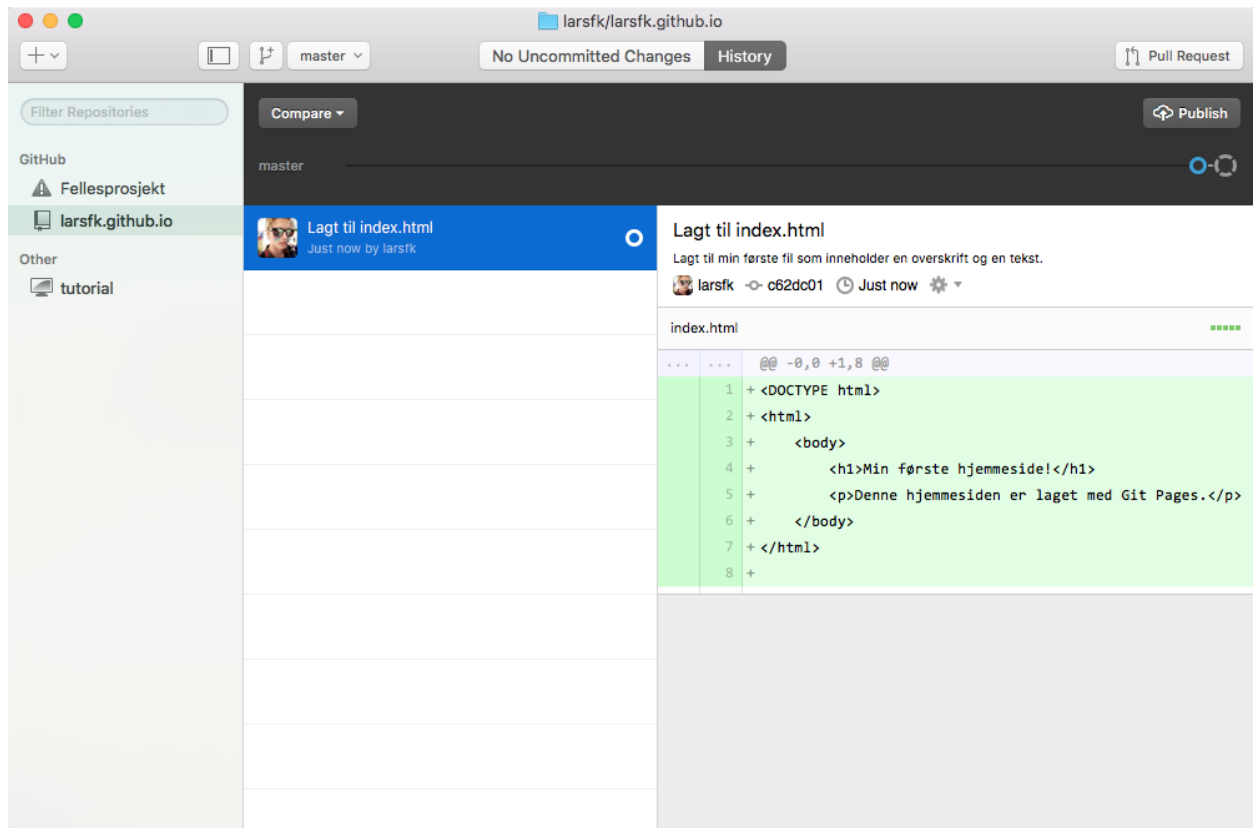 larsfk/larsfk.github.io
master
No Uncommitted Changes
History
Pull Request
Filter Repositories
GitHub
Fellesprosjekt
larsfk.github.io
Other
tutorial
Compare
Publish
master
Lagt til index.html
Just now by larsfk
Lagt til index.html
Lagt til min første fil som inneholder en overskrift og en tekst.
larsfk c62dc01 Just now
index.html
... ... @@ -0,0 +1,8 @@
1 + <DOCTYPE html>
2 + <html>
3 +     <body>
4 +         <h1>Min første hjemmeside!</h1>
5 +         <p>Denne hjemmesiden er laget med Git Pages.</p>
6 +     </body>
7 + </html>
8 +